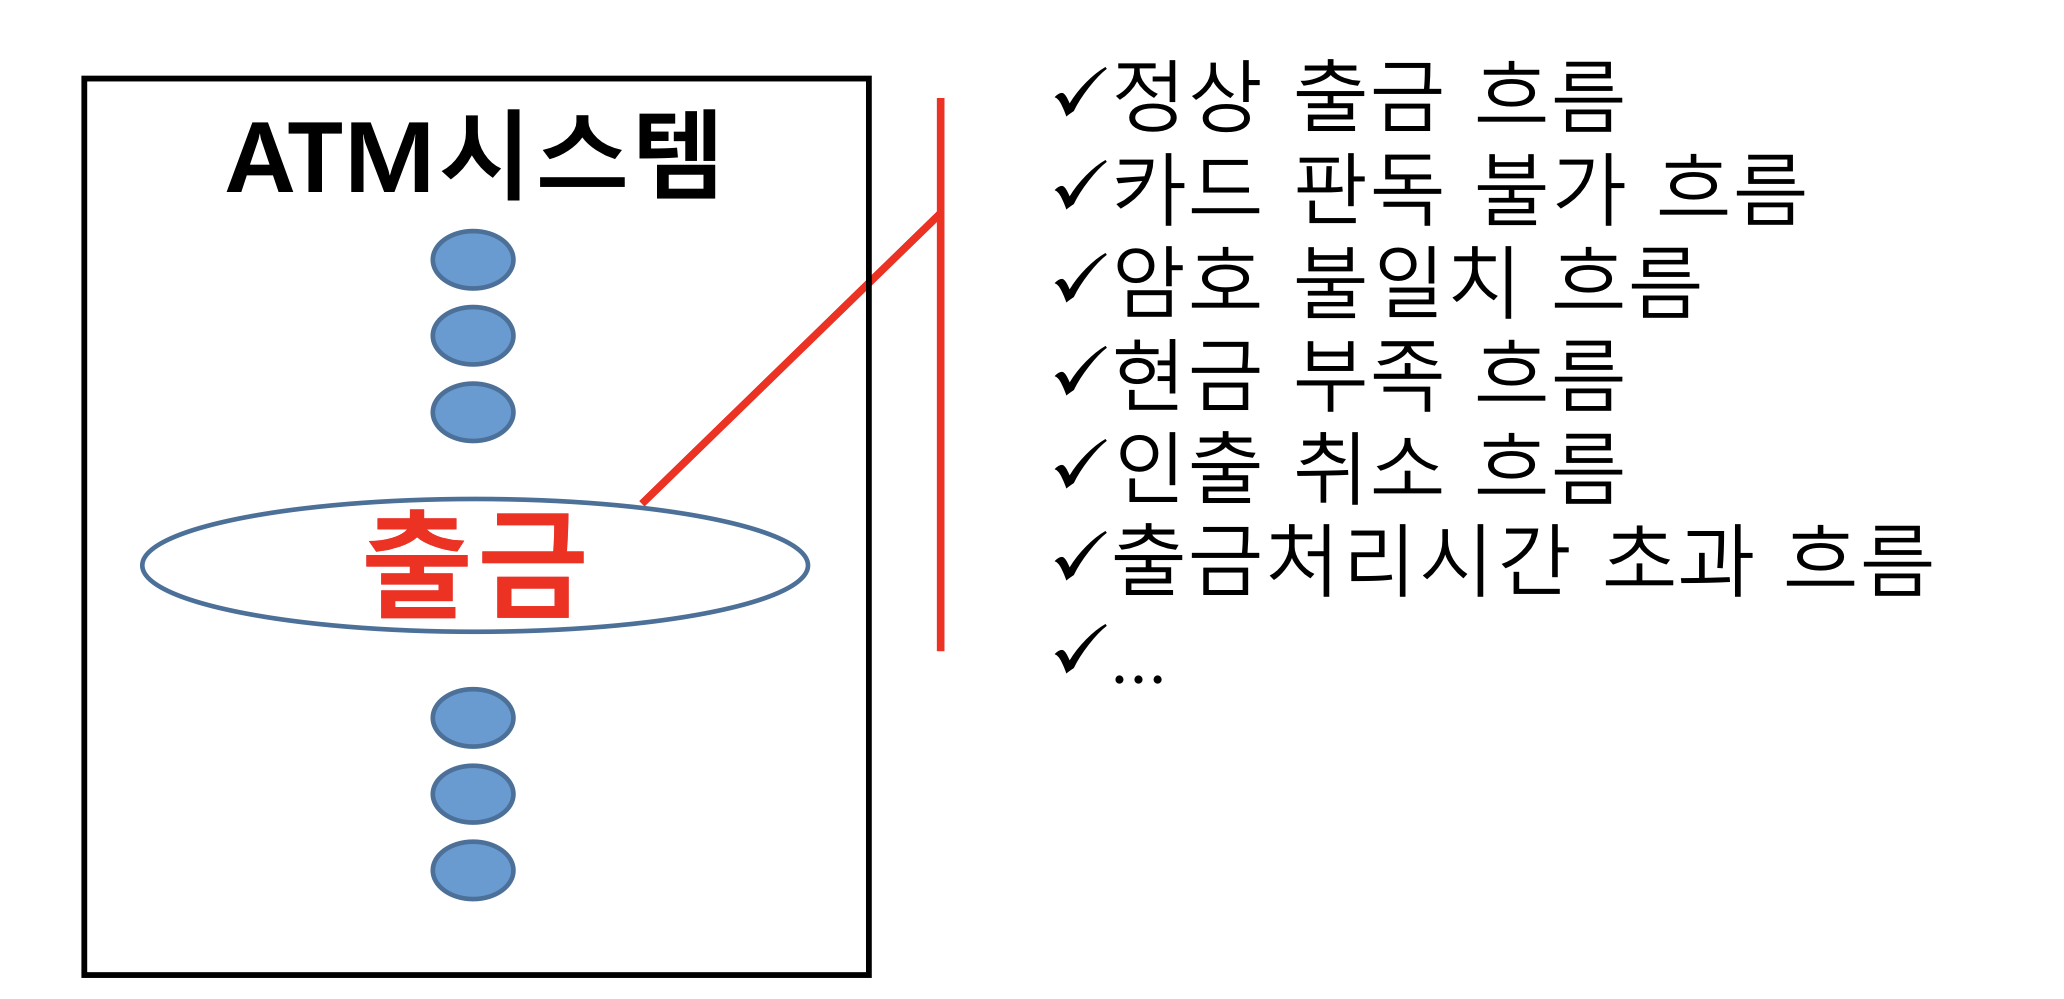 ATM시스템
출금
✓정상 출금 흐름
✓카드 판독 불가 흐름
✓암호 불일치 흐름
✓현금 부족 흐름
✓인출 취소 흐름
✓출금처리시간 초과 흐름
✓...